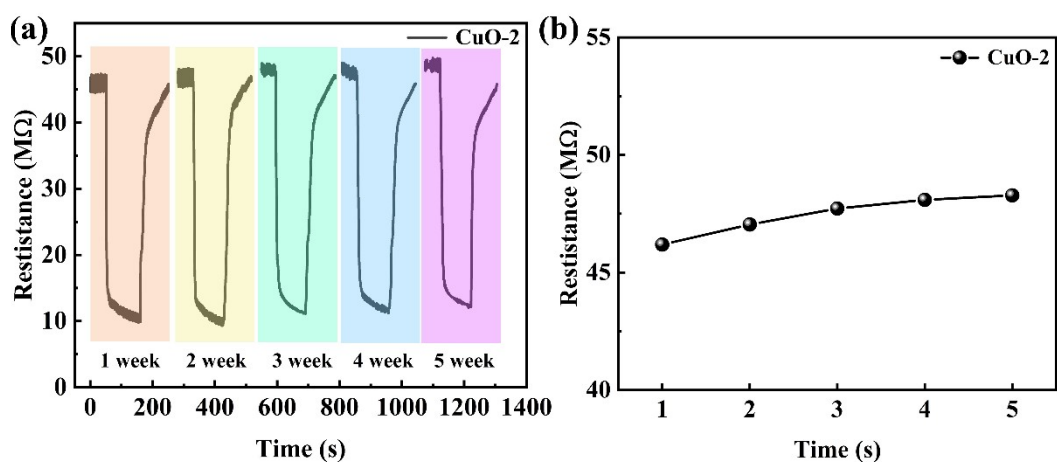 (a)
CuO-2
Restistance (MΩ)
50
40
30
20
10
0
1 week
2 week
3 week
4 week
5 week
0
200
400
600
800
1000
1200
1400
Time (s)
(b)
CuO-2
Restistance (MΩ)
55
50
45
40
1
2
3
4
5
Time (s)